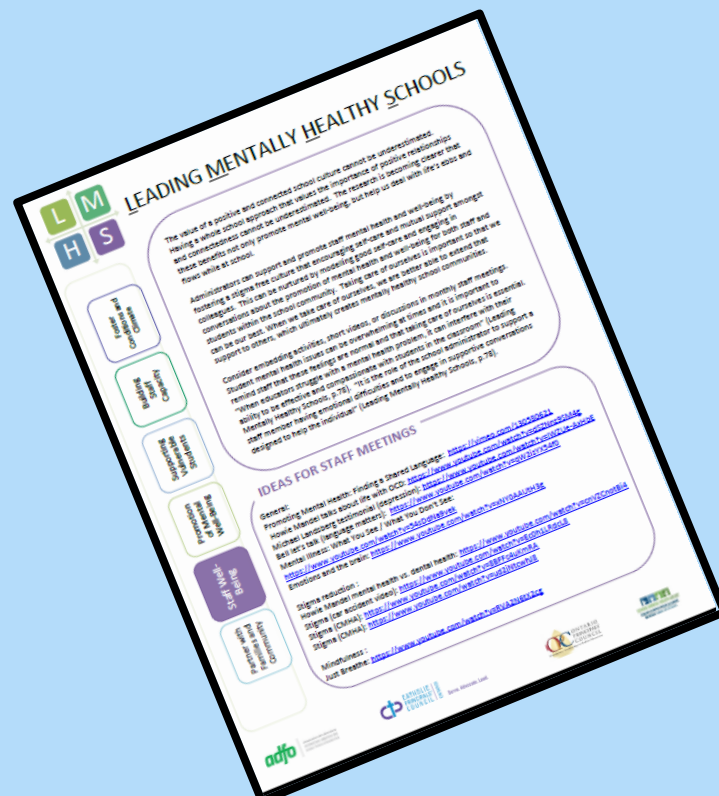 LEADING MENTALLY HEALTHY SCHOOLS
L M
H S
The value of a positive and connected school culture cannot be underestimated.
Having a whole school approach that values the importance of positive relationships
and connectedness cannot be underestimated. The research is becoming clearer that
these benefits not only promote mental well-being, but help us deal with life's ebbs and
flows while at school.
Administrators can support and promote staff mental health and well-being by
fostering a stigma free culture that encouraging self-care and mutual support amongst
colleagues. This can be nurtured by modelling good self-care and engaging in
conversations about the promotion of mental health and well-being for both staff and
students within the school community. Taking care of ourselves is important so that we
can be our best. When we take care of ourselves, we are better able to extend that
support to others, which ultimately creates mentally healthy school communities.
Consider embedding activities, short videos, or discussions in monthly staff meetings.
Student mental health issues can be overwhelming at times and it is important to
remind staff that these feelings are normal and that taking care of ourselves is essential.
"When educators struggle with a mental health problem, it can interfere with their
ability to be effective and compassionate with students in the classroom" (Leading
Mentally Healthy Schools, p.78). "It is the role of the school administrator to support a
staff member having emotional difficulties and to engage in supportive conversations
designed to help the individual" (Leading Mentally Healthy Schools, p.78).
Foster
Conditions and
Climate
Building
Staff
Capacity
Supporting
Vulnerable
Students
Promotion
of Mental
Well-Being
Staff Well-
Being
Partner with
Families and
Community
IDEAS FOR STAFF MEETINGS
General:
Promoting Mental Health: Finding a Shared Language:
Howie Mandel talks about life with OCD:
Michael Landsberg testimonial (depression):
Bell let's talk (language matters):
Mental Illness: What You See / What You Don't See:
Emotions and the brain:
Stigma reduction :
Howie Mandel mental health vs. dental health:
Stigma (car accident video):
Stigma (CMHA):
Stigma (CMHA):
Mindfulness :
Just Breathe:
adfo
CATHOLIC
PRINCIPALS'
COUNCIL
ONTARIO
PRINCIPALS'
COUNCIL